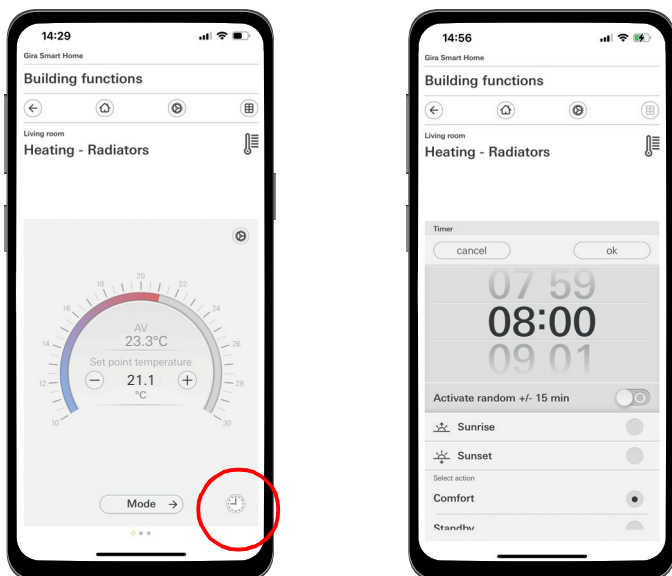 14:29
Gira Smart Home
Building functions
Living room
Heating - Radiators
10
12
14
16
18
20
22
24
26
28
30
AV
23.3°C
Set point temperature
21.1
°C
Mode
14:56
Gira Smart Home
Building functions
Living room
Heating - Radiators
Timer
cancel
ok
07 59
08:00
09 01
Activate random +/- 15 min
Sunrise
Sunset
Select action
Comfort
Standby